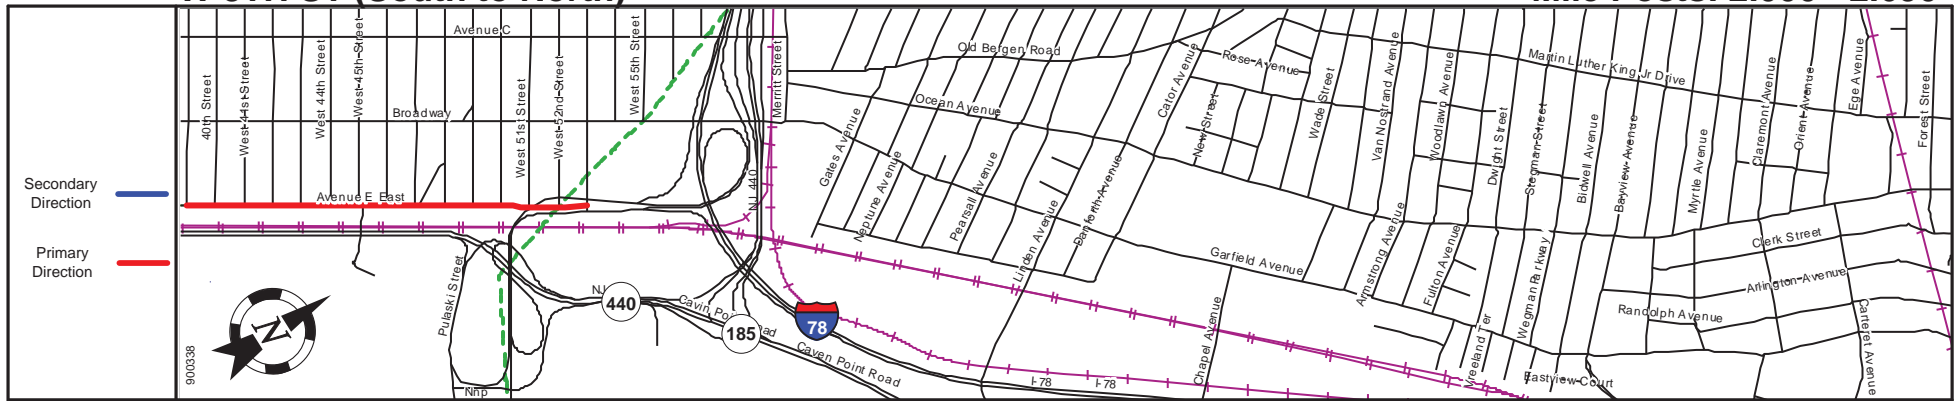 Secondary
Direction
Primary
Direction
900338
N
40th Street
West 41st Street
West 44th Street
West 45th Street
Avenue C
Broadway
West 51st Street
West 52nd Street
West 55th Street
Avenue E East
Merritt Street
NJ 440
Pulaski Street
Nnp
440
185
78
Caven Point Road
I-78
I-78
Old Bergen Road
Ocean Avenue
Gates Avenue
Neptune Avenue
Pearsall Avenue
Linden Avenue
Danforth Avenue
Cator Avenue
Rose Avenue
New Street
Wade Street
Van Nostrand Avenue
Woodlawn Avenue
Dwight Street
Stegman Street
Bidwell Avenue
Bayview Avenue
Myrtle Avenue
Claremont Avenue
Orient Avenue
Ege Avenue
Forest Street
Martin Luther King Jr Drive
Garfield Avenue
Chapel Avenue
Armstrong Avenue
Fulton Avenue
Vreeland Ter
Wegman Parkway
Eastview Court
Randolph Avenue
Arlington Avenue
Clerk Street
Carteret Avenue